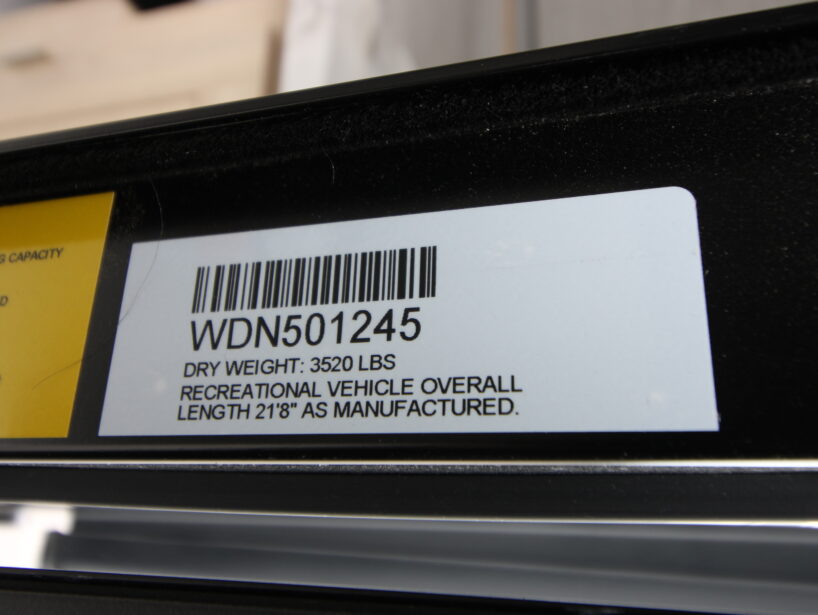 G CAPACITY
D
WDN501245
DRY WEIGHT: 3520 LBS
RECREATIONAL VEHICLE OVERALL
LENGTH 21'8" AS MANUFACTURED.